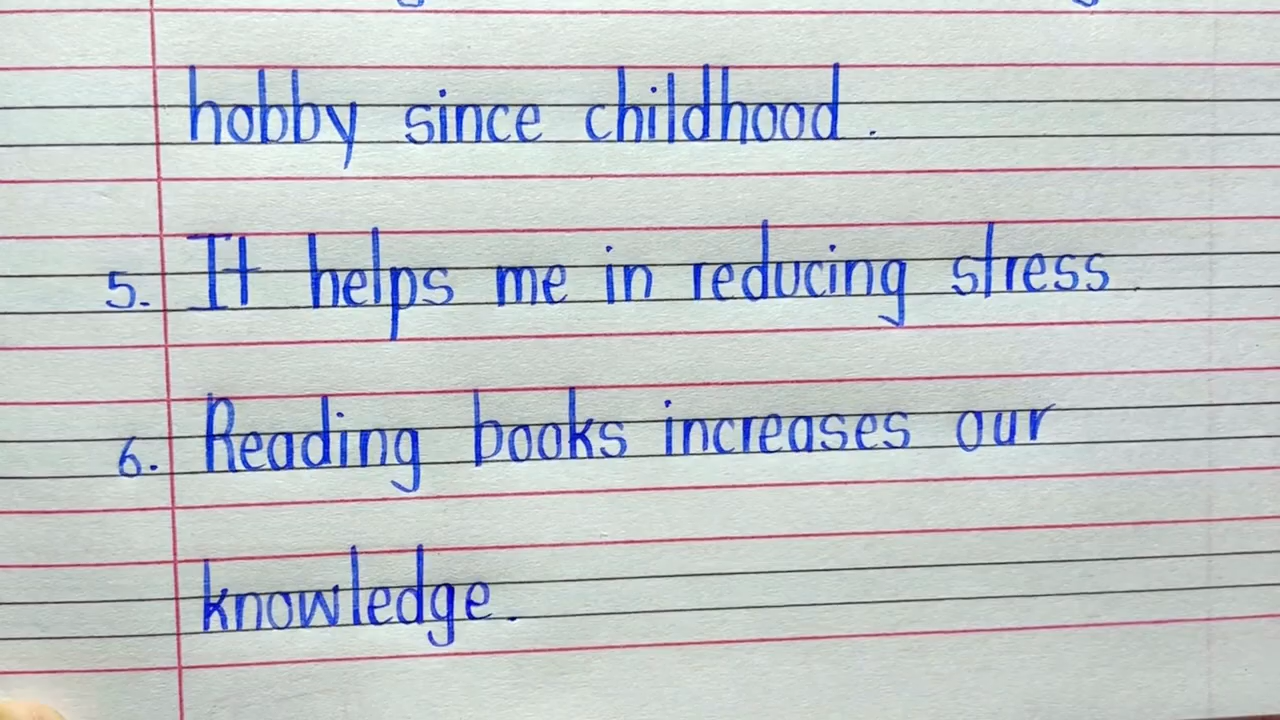 hobby since childhood.
5. It helps me in reducing stress.
6. Reading books increases our
knowledge.